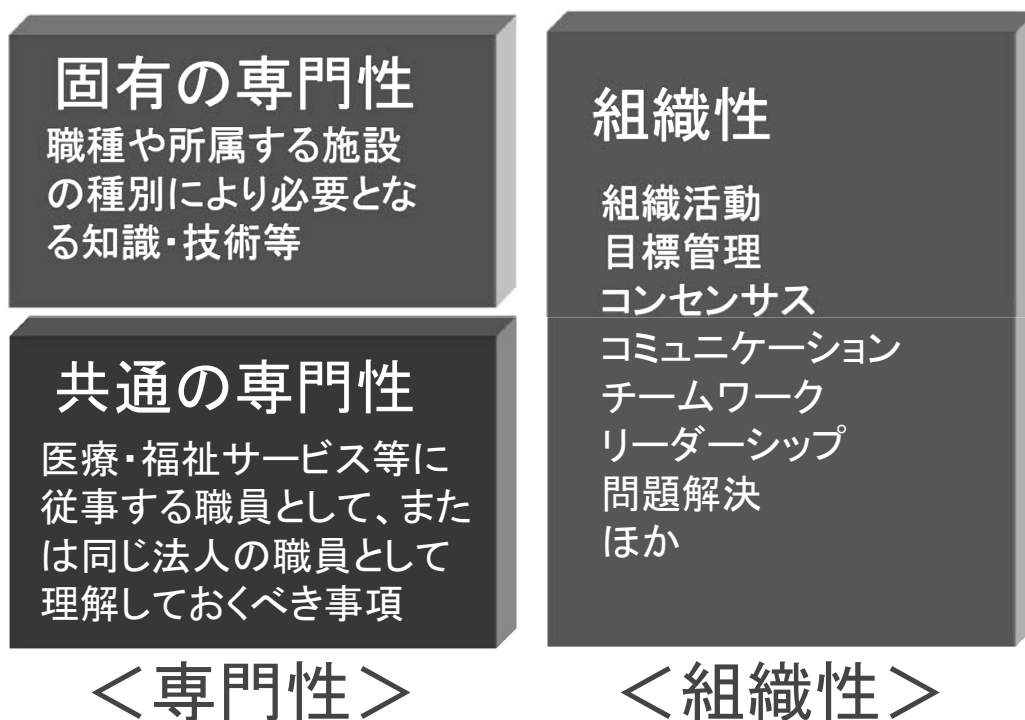 固有の専門性
職種や所属する施設
の種別により必要とな
る知識・技術等
共通の専門性
医療・福祉サービス等に
従事する職員として、また
は同じ法人の職員として
理解しておくべき事項
＜専門性＞
組織性
組織活動
目標管理
コンセンサス
コミュニケーション
チームワーク
リーダーシップ
問題解決
ほか
＜組織性＞